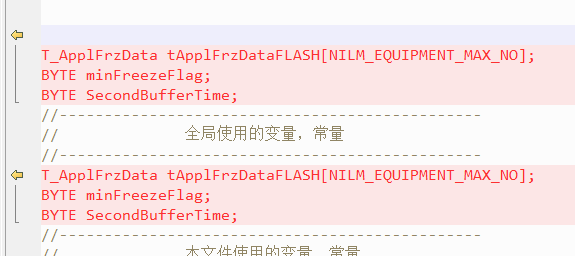 T_ApplFrzData tApplFrzDataFLASH[NILM_EQUIPMENT_MAX_NO];
BYTE minFreezeFlag;
BYTE SecondBufferTime;
//-----------------------------------------------
// 全局使用的变量，常量
//-----------------------------------------------
T_ApplFrzData tApplFrzDataFLASH[NILM_EQUIPMENT_MAX_NO];
BYTE minFreezeFlag;
BYTE SecondBufferTime;
//-----------------------------------------------
// 本文件使用的变量，常量